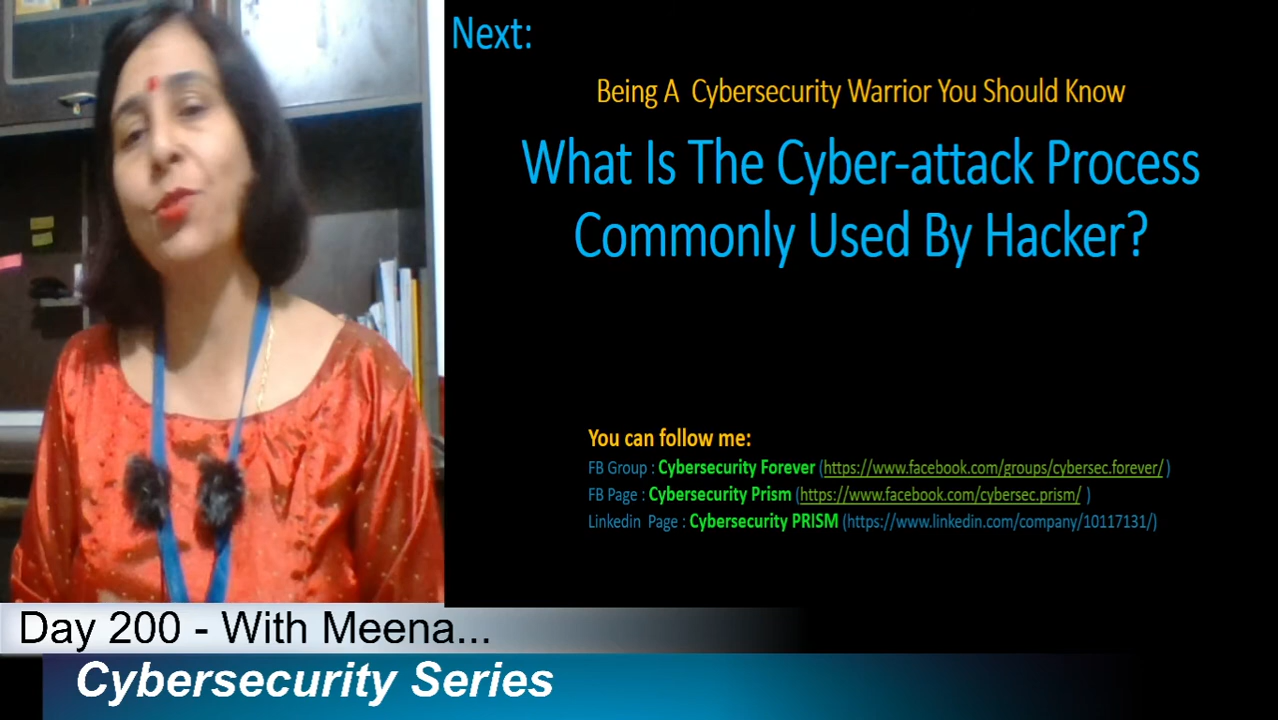 Next:
Being A Cybersecurity Warrior You Should Know
What Is The Cyber-attack Process
Commonly Used By Hacker?
You can follow me:
FB Group : Cybersecurity Forever (https://www.facebook.com/groups/cybersec.forever/ )
FB Page : Cybersecurity Prism (https://www.facebook.com/cybersec.prism/ )
Linkedin Page : Cybersecurity PRISM (https://www.linkedin.com/company/10117131/)
Day 200 - With Meena...
Cybersecurity Series